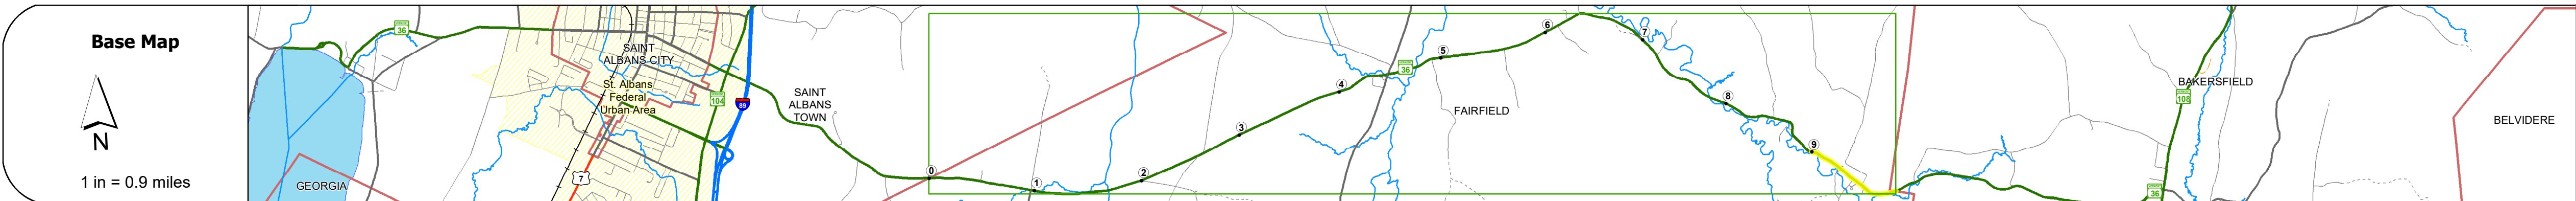 Base Map
N
1 in = 0.9 miles
36
SAINT
ALBANS CITY
St. Albans
Federal
Urban Area
104
89
7
GEORGIA
SAINT
ALBANS
TOWN
0
1
2
3
4
36
5
6
7
8
9
FAIRFIELD
BAKERSFIELD
108
36
BELVIDERE